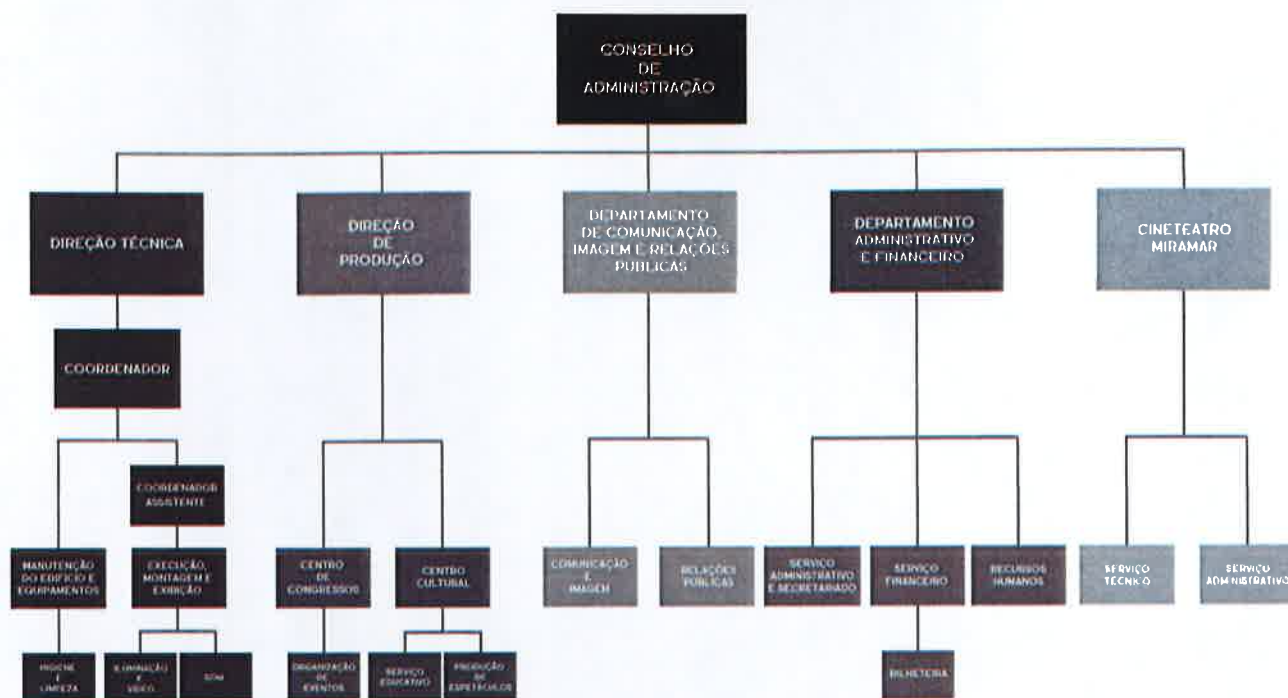 CONSELHO
DE
ADMINISTRAÇÃO
DIREÇÃO TÉCNICA
DIREÇÃO
DE
PRODUÇÃO
DEPARTAMENTO
DE COMUNICAÇÃO,
IMAGEM E RELAÇÕES
PÚBLICAS
DEPARTAMENTO
ADMINISTRATIVO
E FINANCEIRO
CINETEATRO
MIRAMAR
COORDENADOR
COORDENADOR
ASSISTENTE
MANUTENÇÃO
DO EDIFÍCIO E
EQUIPAMENTOS
EXECUÇÃO,
MONTAGEM E
EXIBIÇÃO
CENTRO
DE
CONGRESSOS
CENTRO
CULTURAL
COMUNICAÇÃO
E
IMAGEM
RELAÇÕES
PÚBLICAS
SERVIÇO
ADMINISTRATIVO
E SECRETARIADO
SERVIÇO
FINANCEIRO
RECURSOS
HUMANOS
SERVIÇO
TÉCNICO
SERVIÇO
ADMINISTRATIVO
HIGIENE
E
LIMPEZA
ILUMINAÇÃO
E
VÍDEO
SOM
ORGANIZAÇÃO
DE
EVENTOS
SERVIÇO
EDUCATIVO
PRODUÇÃO
DE
ESPETÁCULOS
BILHETEIRA